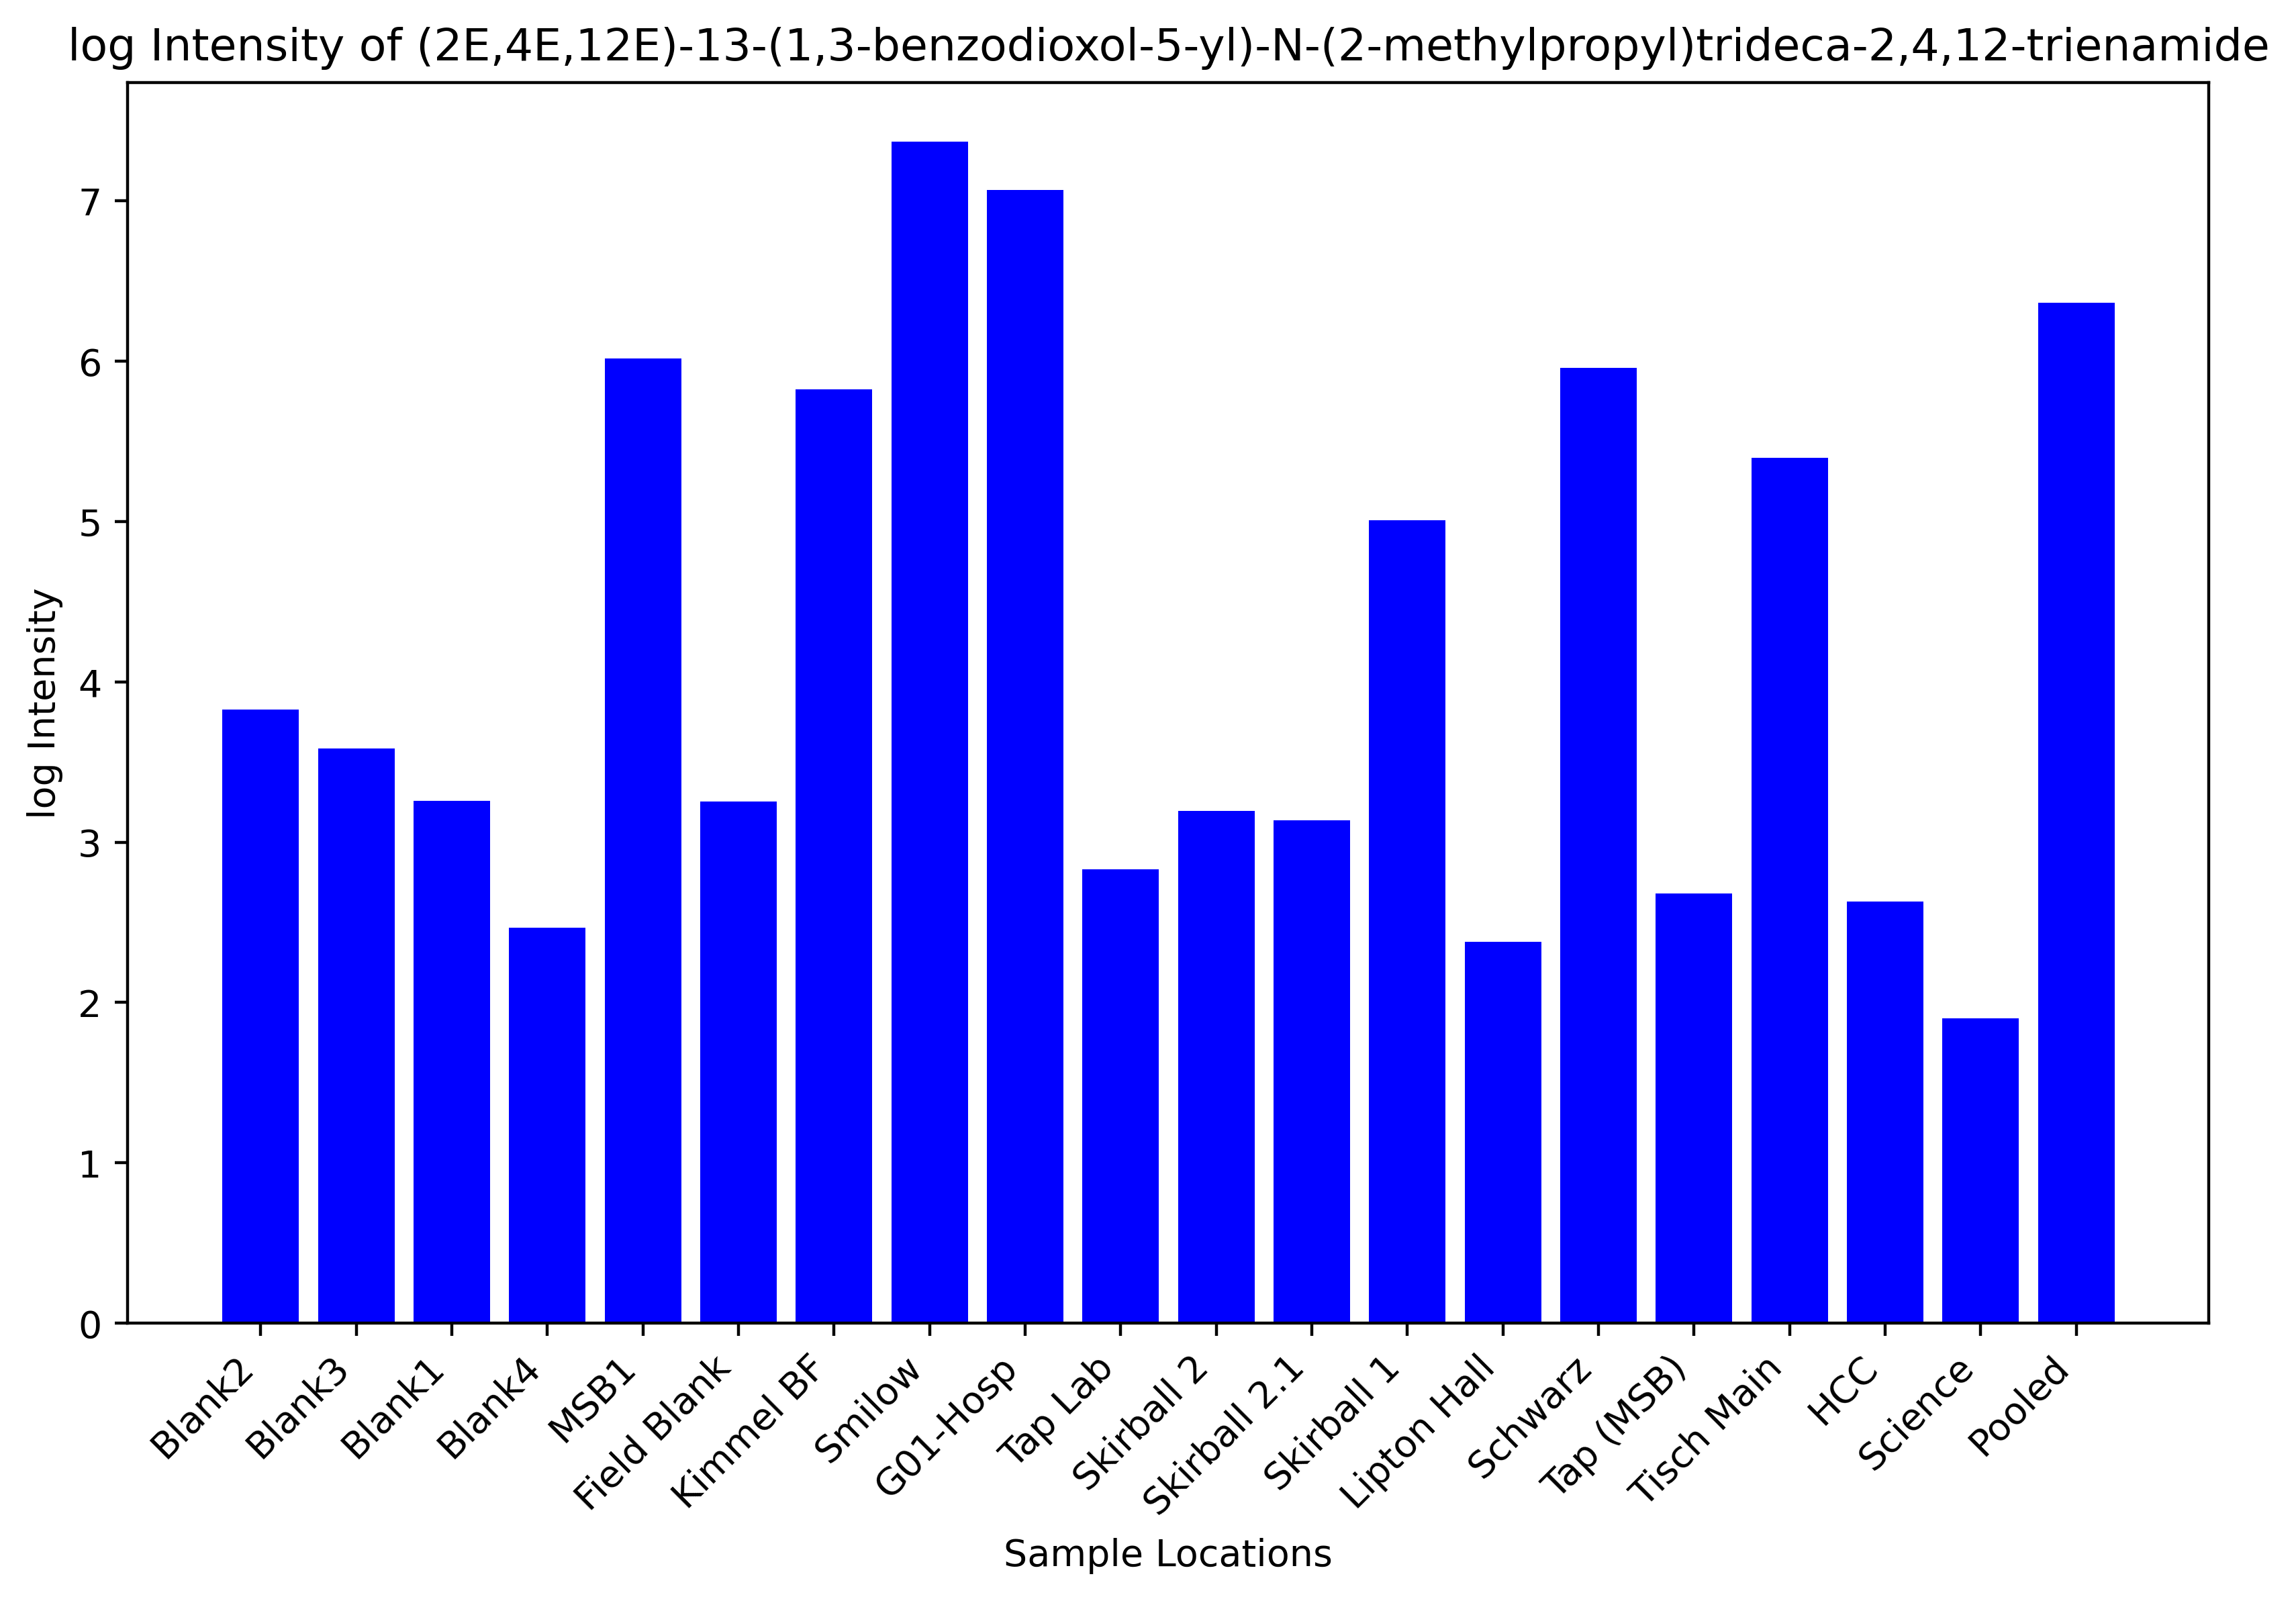 log Intensity of (2E,4E,12E)-13-(1,3-benzodioxol-5-yl)-N-(2-methylpropyl)trideca-2,4,12-trienamide
log Intensity
7
6
5
4
3
2
1
0
Blank2
Blank3
Blank1
Blank4
MSB1
Field Blank
Kimmel BF
Smilow
G01-Hosp
Tap Lab
Skirball 2
Skirball 2.1
Skirball 1
Lipton Hall
Schwarz
Tap (MSB)
Tisch Main
HCC
Science
Pooled
Sample Locations